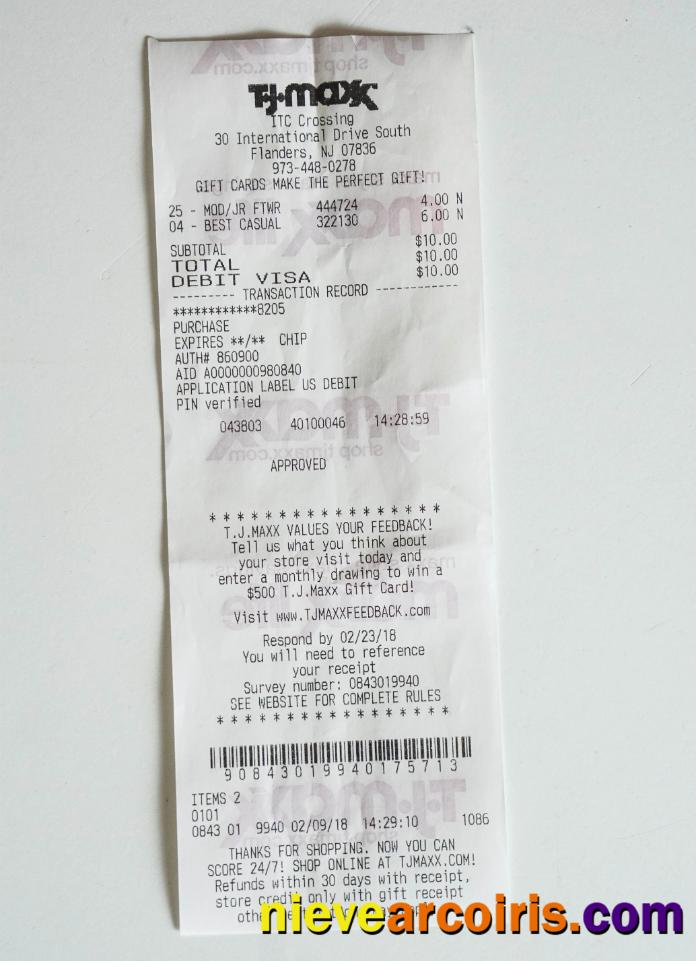 T.J.maxx
ITC Crossing
30 International Drive South
Flanders, NJ 07836
973-448-0278
GIFT CARDS MAKE THE PERFECT GIFT!
25 - MOD/JR FTWR 444724 4.00 N
04 - BEST CASUAL 322130 6.00 N
SUBTOTAL $10.00
TOTAL $10.00
DEBIT VISA $10.00
--------- TRANSACTION RECORD ------------
************8205
PURCHASE
EXPIRES **/** CHIP
AUTH# 860900
AID A0000000980840
APPLICATION LABEL US DEBIT
PIN verified
043803 40100046 14:28:59
APPROVED
* * * * * * * * * * * * * * * * *
T.J.MAXX VALUES YOUR FEEDBACK!
Tell us what you think about
your store visit today and
enter a monthly drawing to win a
$500 T.J.Maxx Gift Card!
Visit www.TJMAXXFEEDBACK.com
Respond by 02/23/18
You will need to reference
your receipt
Survey number: 0843019940
SEE WEBSITE FOR COMPLETE RULES
* * * * * * * * * * * * * * * * *
90843019940175713
ITEMS 2
0101
0843 01 9940 02/09/18 14:29:10 1086
THANKS FOR SHOPPING. NOW YOU CAN
SCORE 24/7! SHOP ONLINE AT TJMAXX.COM!
Refunds within 30 days with receipt,
store credit only with gift receipt
nievearcoiris.com